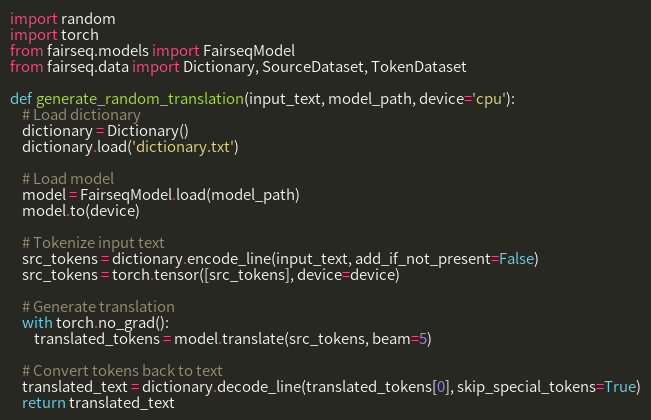 import random
import torch
from fairseq.models import FairseqModel
from fairseq.data import Dictionary, SourceDataset, TokenDataset

def generate_random_translation(input_text, model_path, device='cpu'):
    # Load dictionary
    dictionary = Dictionary()
    dictionary.load('dictionary.txt')

    # Load model
    model = FairseqModel.load(model_path)
    model.to(device)

    # Tokenize input text
    src_tokens = dictionary.encode_line(input_text, add_if_not_present=False)
    src_tokens = torch.tensor([src_tokens], device=device)

    # Generate translation
    with torch.no_grad():
        translated_tokens = model.translate(src_tokens, beam=5)

    # Convert tokens back to text
    translated_text = dictionary.decode_line(translated_tokens[0], skip_special_tokens=True)
    return translated_text